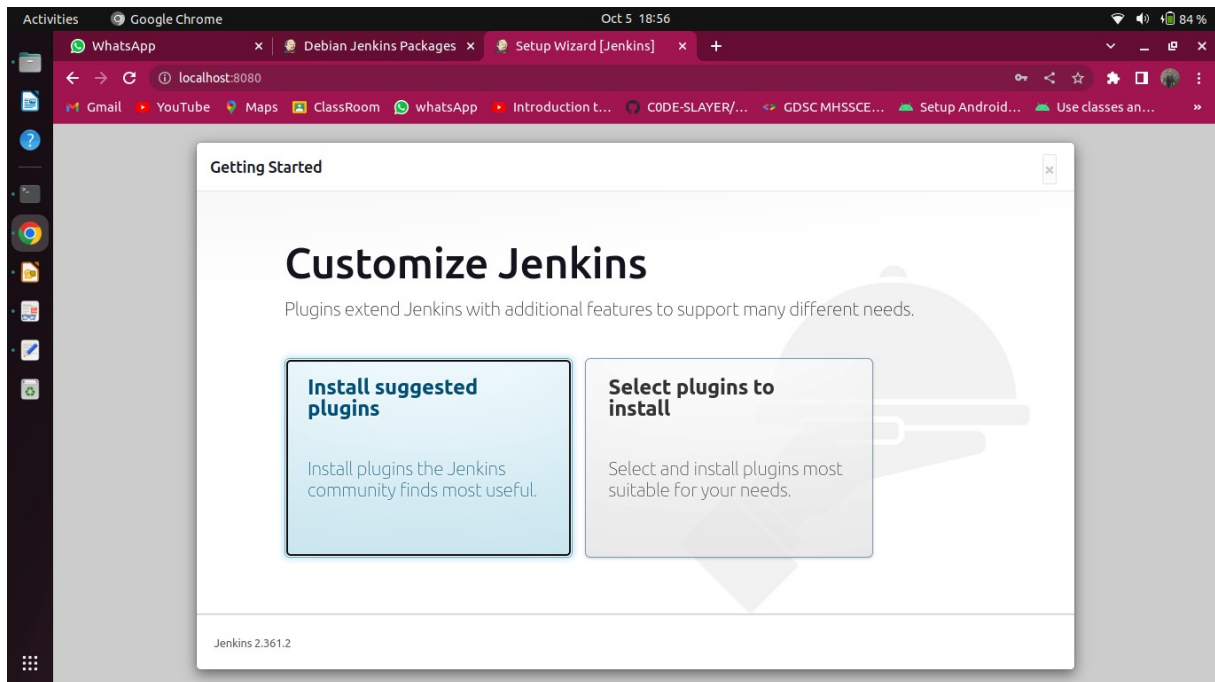 Activities Google Chrome Oct 5 18:56 84 %
WhatsApp Debian Jenkins Packages Setup Wizard [Jenkins]
localhost:8080
Gmail YouTube Maps ClassRoom whatsApp Introduction t... C0DE-SLAYER/... GDSC MHSSCE... Setup Android... Use classes an...
Getting Started
Customize Jenkins
Plugins extend Jenkins with additional features to support many different needs.
Install suggested
plugins
Install plugins the Jenkins
community finds most useful.
Select plugins to
install
Select and install plugins most
suitable for your needs.
Jenkins 2.361.2